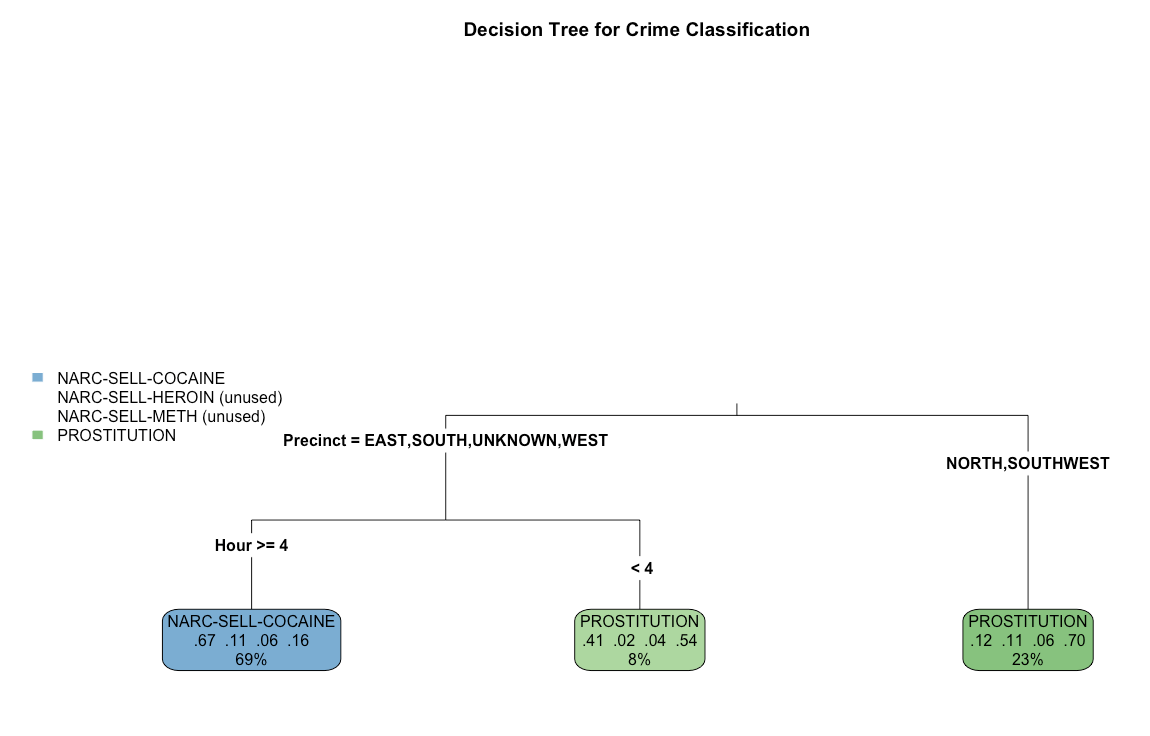 Decision Tree for Crime Classification
NARC-SELL-COCAINE
NARC-SELL-HEROIN (unused)
NARC-SELL-METH (unused)
PROSTITUTION
Precinct = EAST,SOUTH,UNKNOWN,WEST
NORTH,SOUTHWEST
Hour >= 4
< 4
NARC-SELL-COCAINE
.67 .11 .06 .16
69%
PROSTITUTION
.41 .02 .04 .54
8%
PROSTITUTION
.12 .11 .06 .70
23%